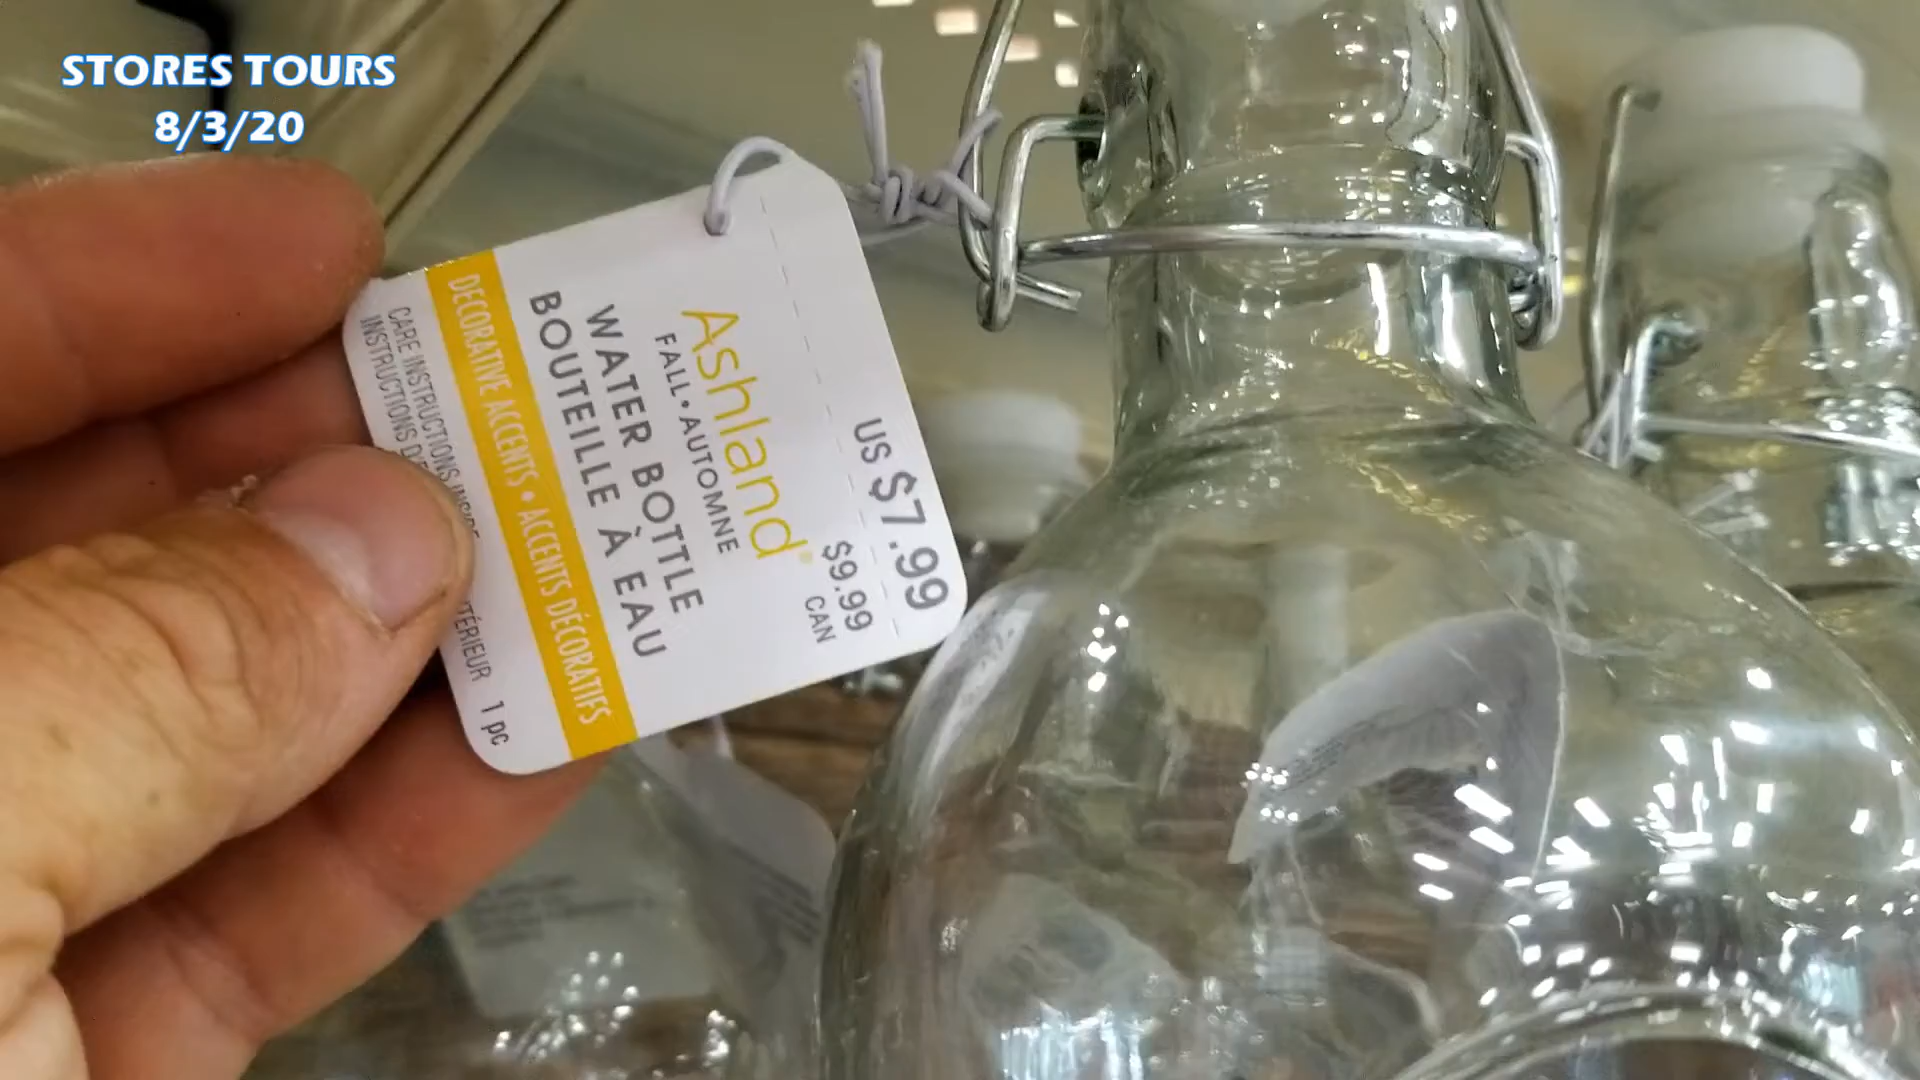 STORES TOURS
8/3/20
US $7.99
$9.99
CAN
Ashland
FALL • AUTOMNE
WATER BOTTLE
BOUTEILLE À EAU
DECORATIVE ACCENTS • ACCENTS DÉCORATIFS
CARE INSTRUCTIONS INSIDE
INSTRUCTIONS 1 pc